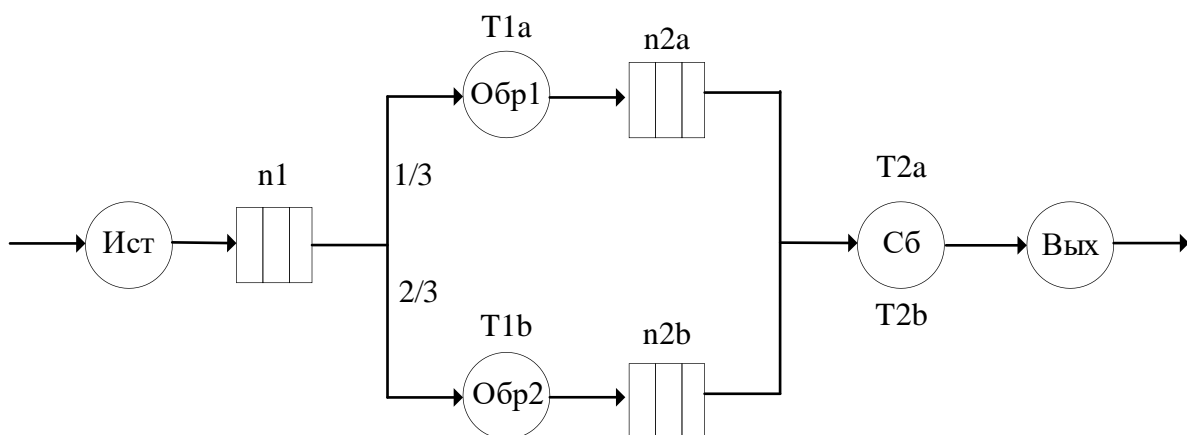 T1a
n2a
Обр1
1/3
n1
T2a
Ист
Сб
Вых
2/3
T2b
T1b
n2b
Обр2